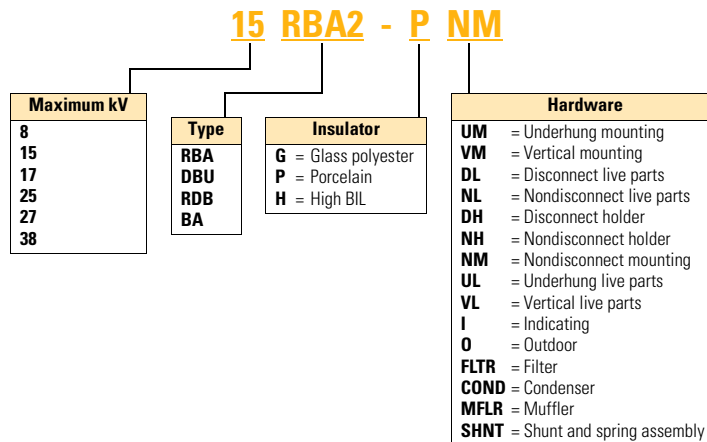 15 RBA2 - P NM
Maximum kV
8
15
17
25
27
38
Type
RBA
DBU
RDB
BA
Insulator
G = Glass polyester
P = Porcelain
H = High BIL
Hardware
UM = Underhung mounting
VM = Vertical mounting
DL = Disconnect live parts
NL = Nondisconnect live parts
DH = Disconnect holder
NH = Nondisconnect holder
NM = Nondisconnect mounting
UL = Underhung live parts
VL = Vertical live parts
I = Indicating
O = Outdoor
FLTR = Filter
COND = Condenser
MFLR = Muffler
SHNT = Shunt and spring assembly